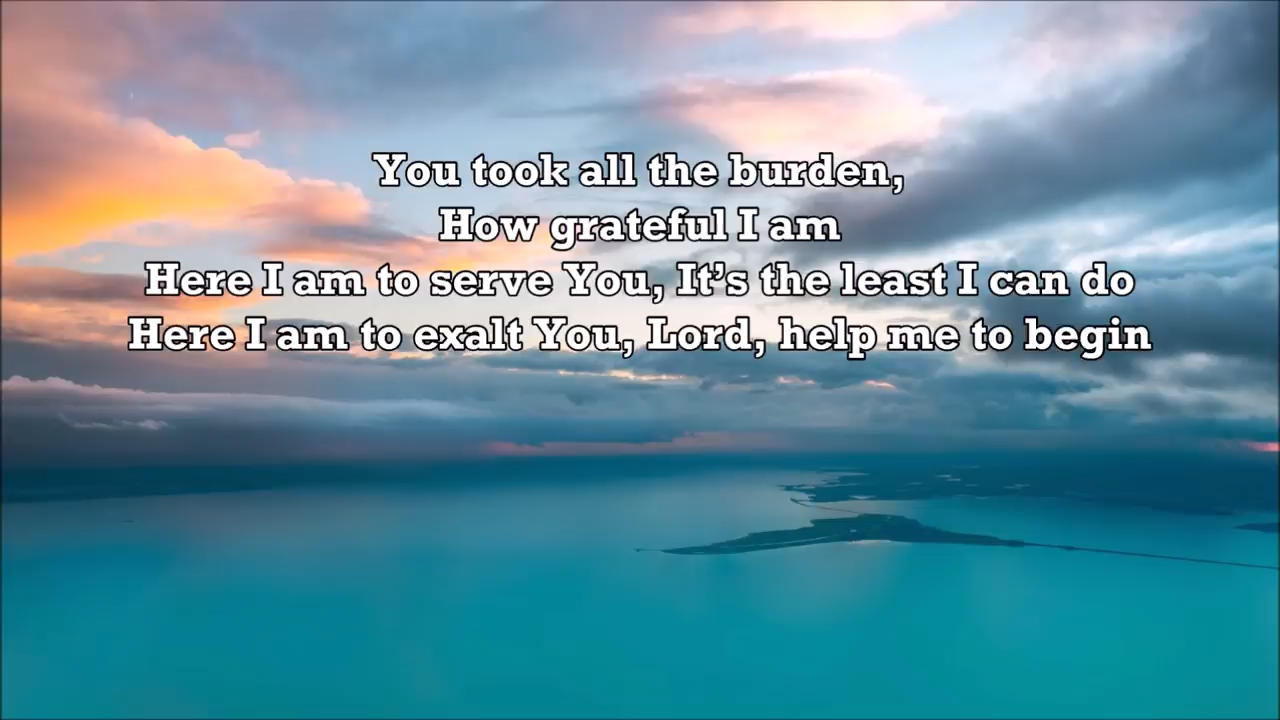 You took all the burden,
How grateful I am
Here I am to serve You, It’s the least I can do
Here I am to exalt You, Lord, help me to begin